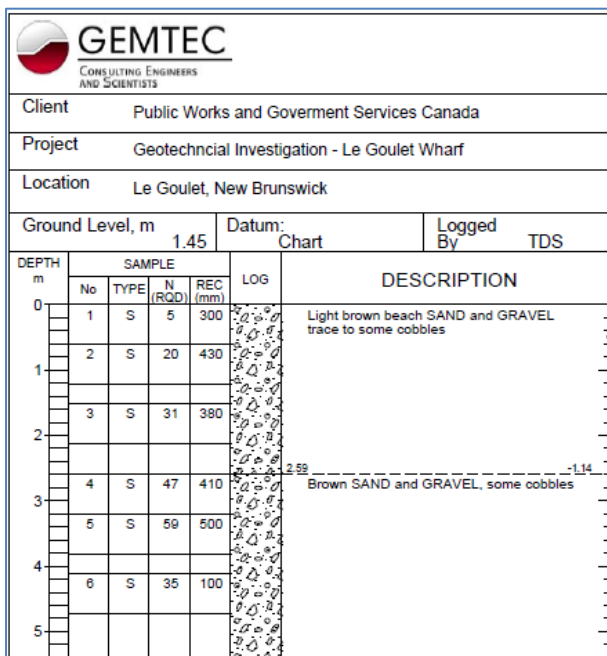 GEMTEC
CONSULTING ENGINEERS
AND SCIENTISTS
Client Public Works and Goverment Services Canada
Project Geotechncial Investigation - Le Goulet Wharf
Location Le Goulet, New Brunswick
Ground Level, m 1.45 Datum: Chart Logged By TDS
DEPTH m SAMPLE LOG DESCRIPTION
No TYPE N (RQD) REC (mm)
0
1 S 5 300 Light brown beach SAND and GRAVEL
trace to some cobbles
2 S 20 430
1
3 S 31 380
2
2.59 -1.14
4 S 47 410 Brown SAND and GRAVEL, some cobbles
3
5 S 59 500
4
6 S 35 100
5